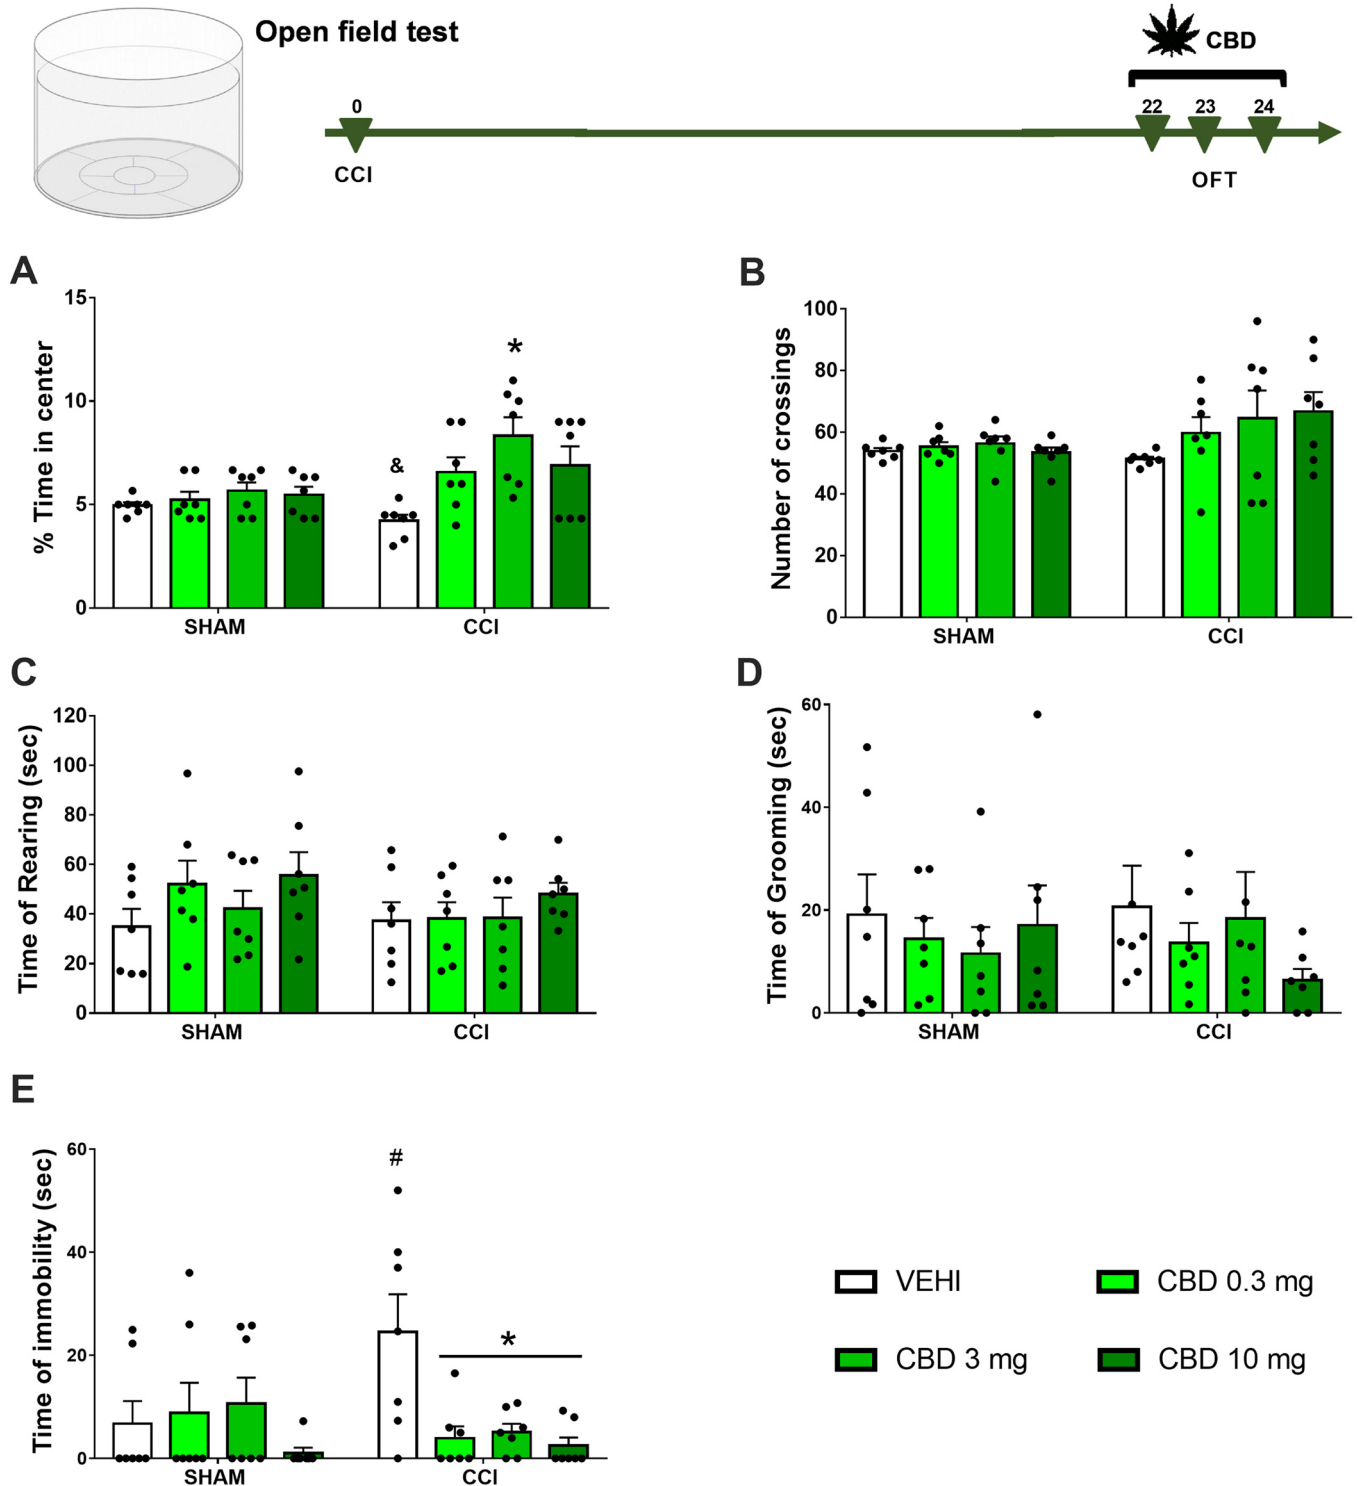 Open field test
CBD
0
22 23 24
CCI
OFT
A
% Time in center
15
10
5
0
&
*
SHAM CCI
B
Number of crossings
100
80
60
40
20
0
SHAM CCI
C
Time of Rearing (sec)
120
100
80
60
40
20
0
SHAM CCI
D
Time of Grooming (sec)
60
40
20
0
SHAM CCI
E
Time of immobility (sec)
60
40
20
0
#
*
SHAM CCI
VEHI CBD 0.3 mg
CBD 3 mg CBD 10 mg